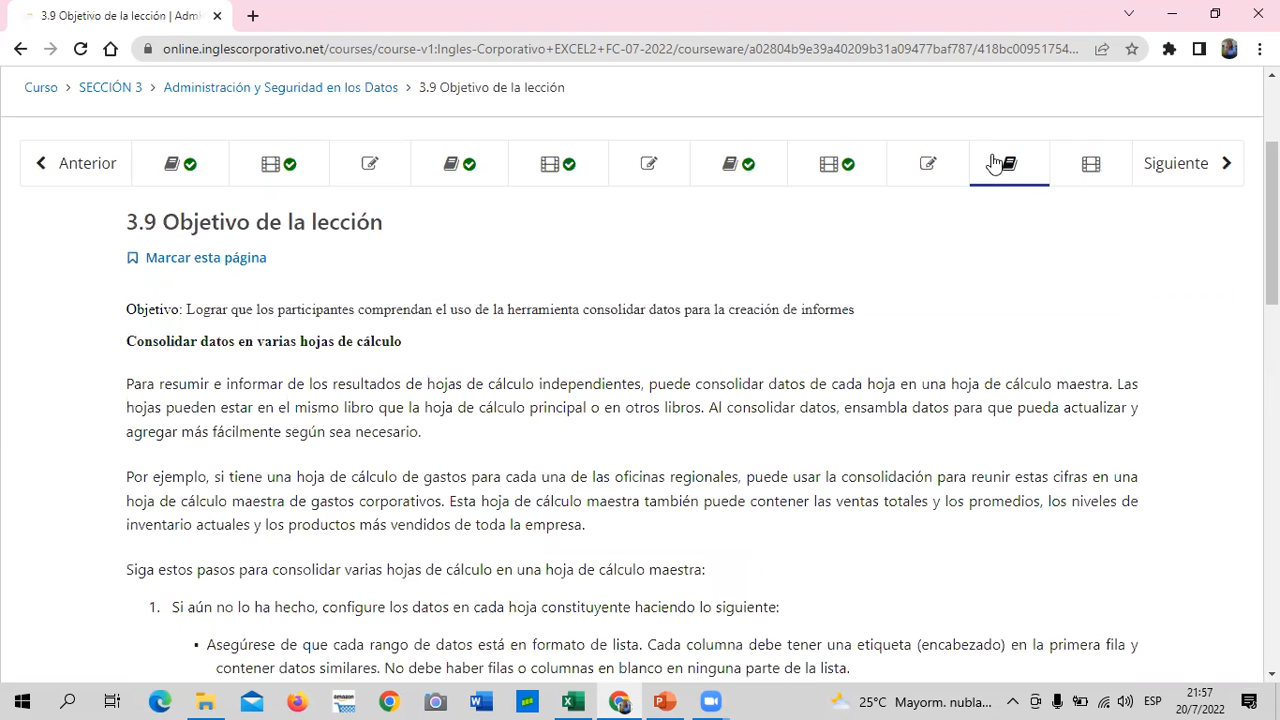 3.9 Objetivo de la lección | Adm
online.inglescorporativo.net/courses/course-v1:Ingles-Corporativo+EXCEL2+FC-07-2022/courseware/a02804b9e39a40209b31a09477baf787/418bc00951754...
Curso > SECCIÓN 3 > Administración y Seguridad en los Datos > 3.9 Objetivo de la lección
Anterior
Siguiente
3.9 Objetivo de la lección
Marcar esta página
Objetivo: Lograr que los participantes comprendan el uso de la herramienta consolidar datos para la creación de informes
Consolidar datos en varias hojas de cálculo
Para resumir e informar de los resultados de hojas de cálculo independientes, puede consolidar datos de cada hoja en una hoja de cálculo maestra. Las
hojas pueden estar en el mismo libro que la hoja de cálculo principal o en otros libros. Al consolidar datos, ensambla datos para que pueda actualizar y
agregar más fácilmente según sea necesario.
Por ejemplo, si tiene una hoja de cálculo de gastos para cada una de las oficinas regionales, puede usar la consolidación para reunir estas cifras en una
hoja de cálculo maestra de gastos corporativos. Esta hoja de cálculo maestra también puede contener las ventas totales y los promedios, los niveles de
inventario actuales y los productos más vendidos de toda la empresa.
Siga estos pasos para consolidar varias hojas de cálculo en una hoja de cálculo maestra:
1. Si aún no lo ha hecho, configure los datos en cada hoja constituyente haciendo lo siguiente:
▪ Asegúrese de que cada rango de datos está en formato de lista. Cada columna debe tener una etiqueta (encabezado) en la primera fila y
contener datos similares. No debe haber filas o columnas en blanco en ninguna parte de la lista.
25°C Mayorm. nubla...
ESP
21:57
20/7/2022